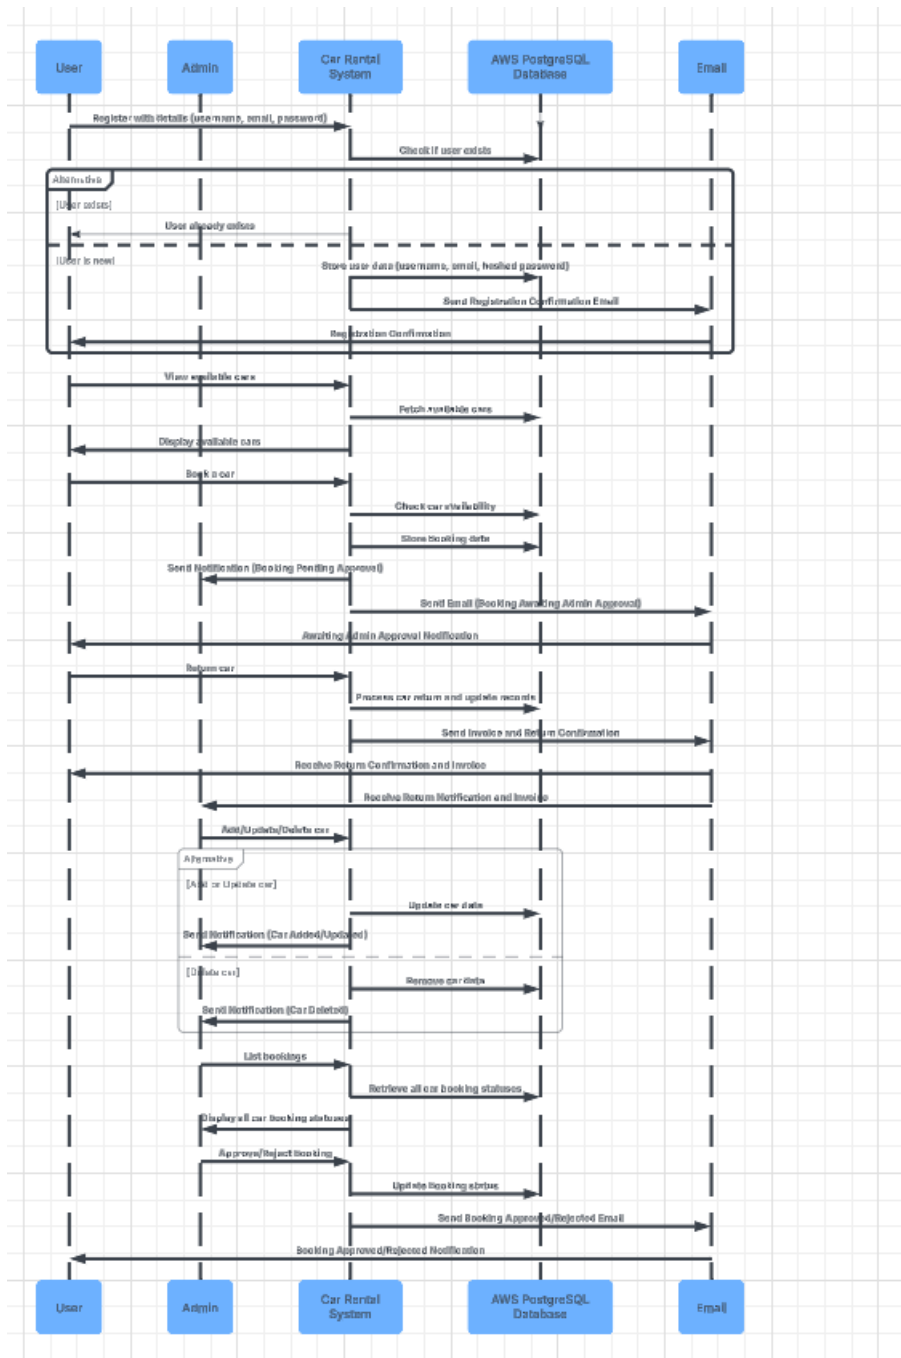 User
Admin
Car Rental
System
AWS PostgreSQL
Database
Email
Register with details (username, email, password)
Check if user exists
Alternative
[User exists]
User already exists
[User is new]
Store user data (username, email, hashed password)
Send Registration Confirmation Email
Registration Confirmation
View available cars
Fetch available cars
Display available cars
Book a car
Check car availability
Store booking data
Send Notification (Booking Pending Approval)
Send Email (Booking Awaiting Admin Approval)
Awaiting Admin Approval Notification
Return car
Process car return and update records
Send Invoice and Return Confirmation
Receive Return Confirmation and Invoice
Receive Return Notification and Invoice
Add/Update/Delete car
Alternative
[Add or Update car]
Update car data
Send Notification (Car Added/Updated)
[Delete car]
Remove car data
Send Notification (Car Deleted)
List bookings
Retrieve all car booking statuses
Display all car booking statuses
Approve/Reject Booking
Update booking status
Send Booking Approved/Rejected Email
Booking Approved/Rejected Notification
User
Admin
Car Rental
System
AWS PostgreSQL
Database
Email